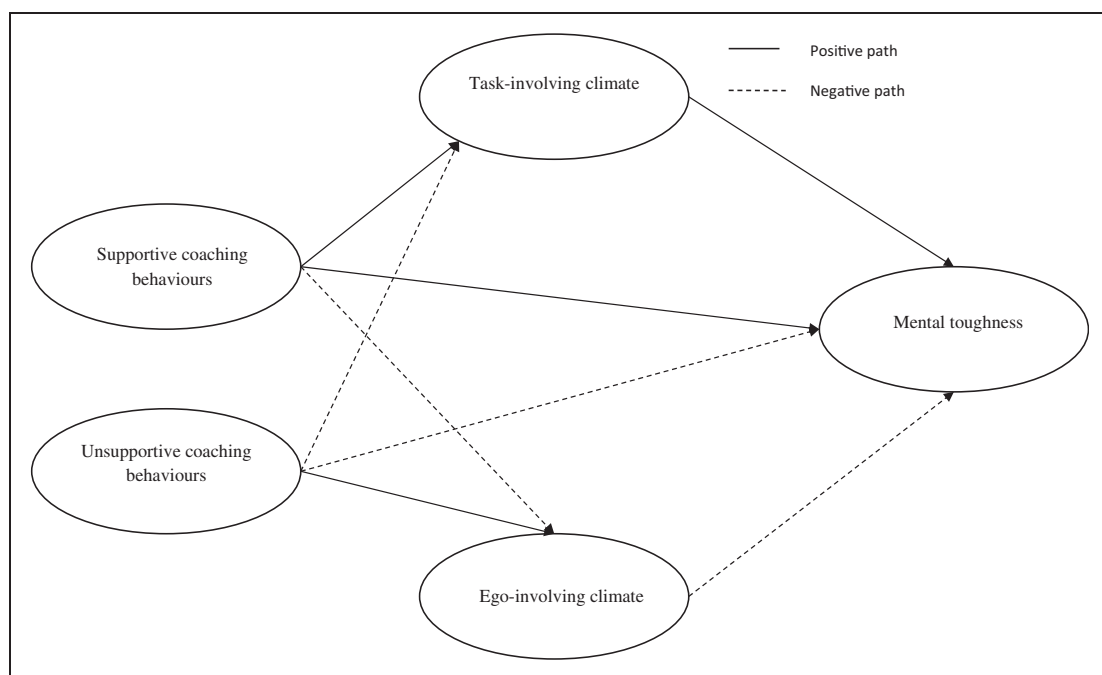 Task-involving climate
Positive path
Negative path
Supportive coaching
behaviours
Mental toughness
Unsupportive coaching
behaviours
Ego-involving climate